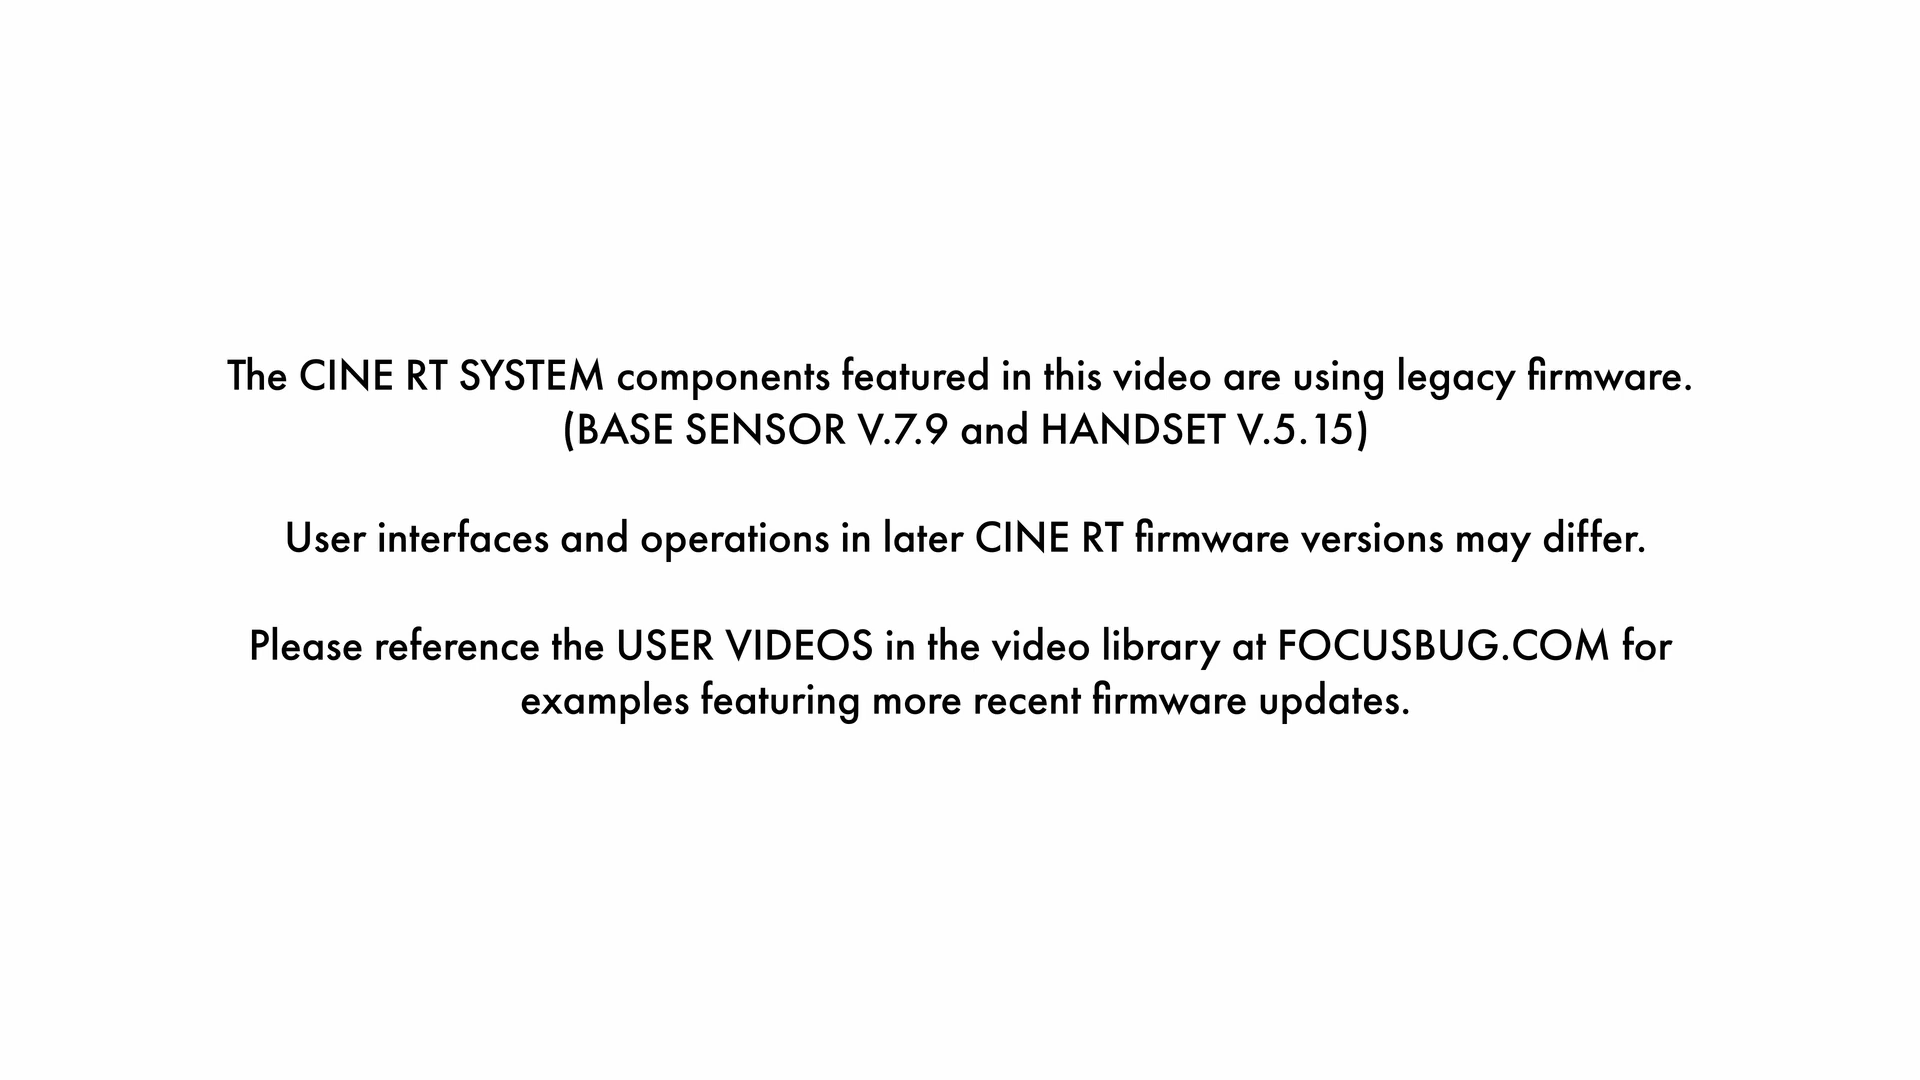 The CINE RT SYSTEM components featured in this video are using legacy firmware.
(BASE SENSOR V.7.9 and HANDSET V.5.15)
User interfaces and operations in later CINE RT firmware versions may differ.
Please reference the USER VIDEOS in the video library at FOCUSBUG.COM for
examples featuring more recent firmware updates.